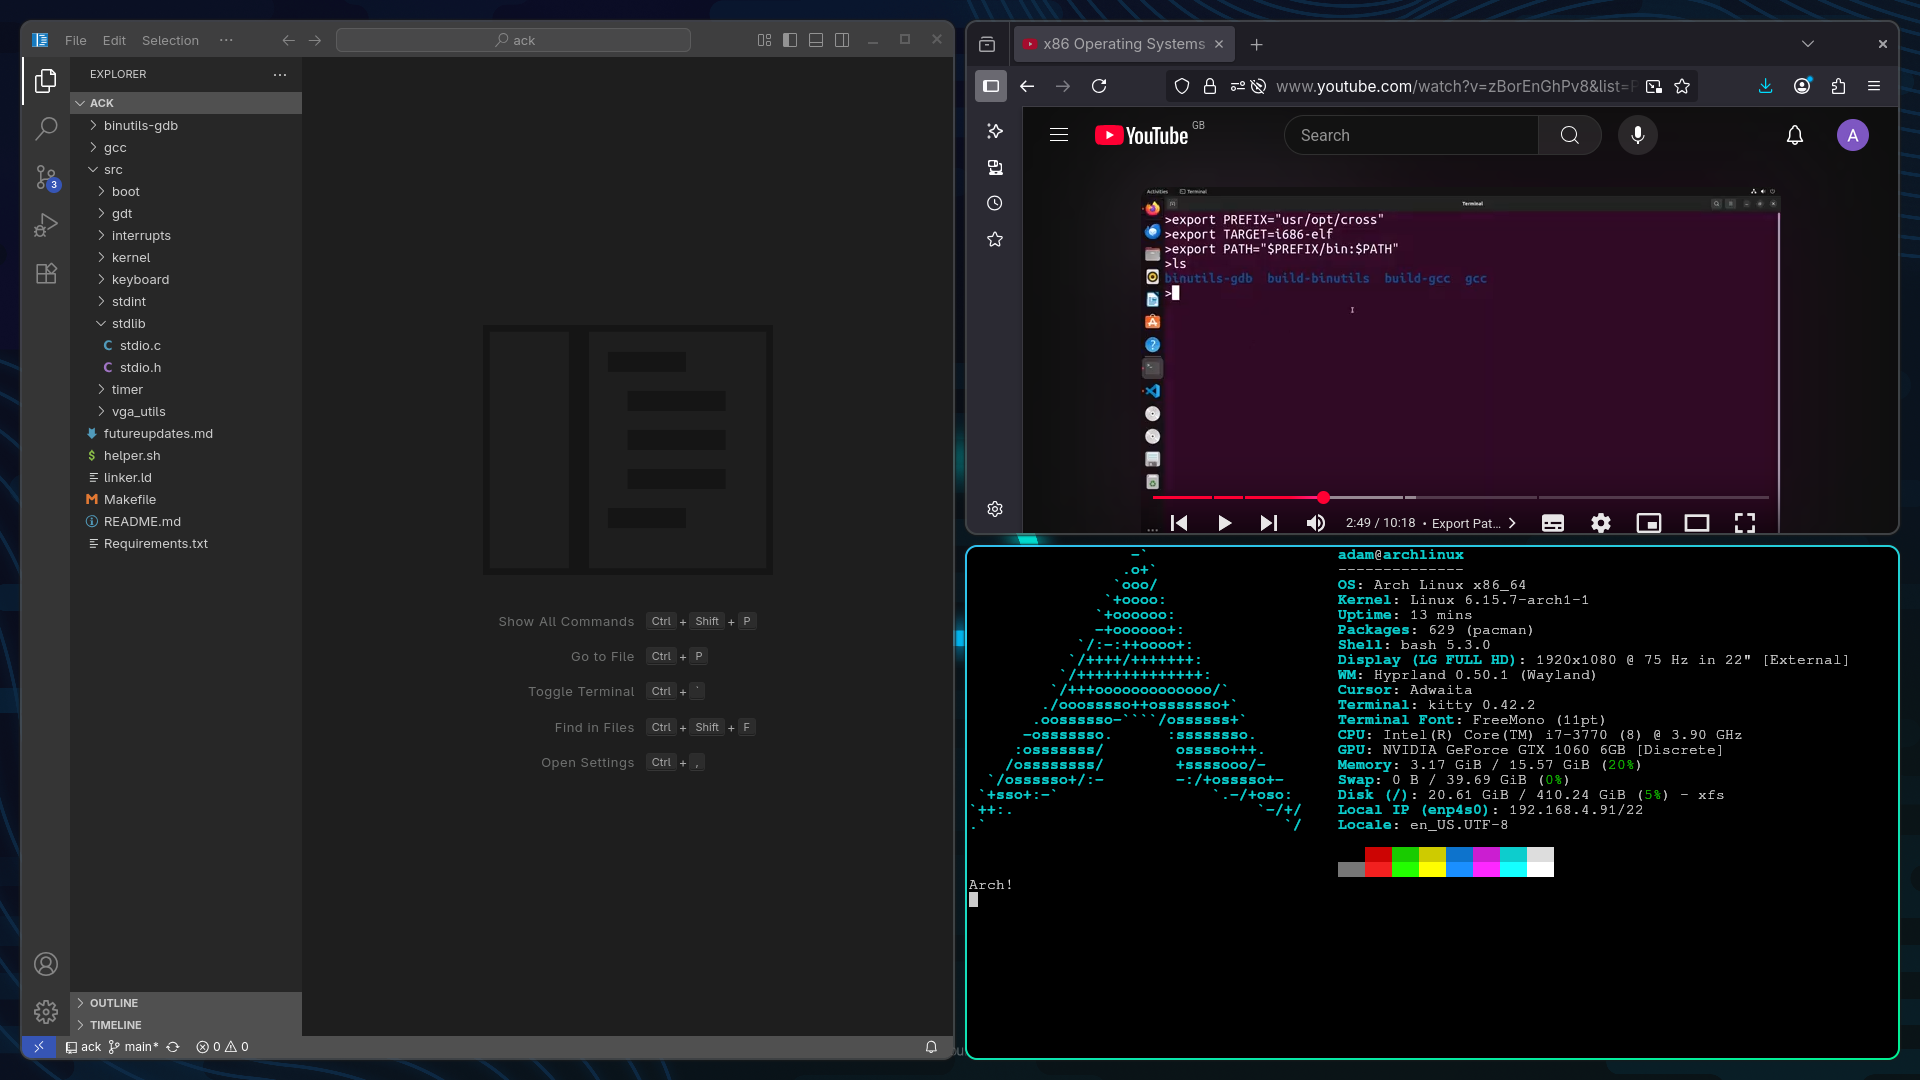 File Edit Selection ··· ack
EXPLORER ···
ACK
binutils-gdb
gcc
src
boot
gdt
interrupts
kernel
keyboard
stdint
stdlib
C stdio.c
C stdio.h
timer
vga_utils
futureupdates.md
$ helper.sh
linker.ld
M Makefile
README.md
Requirements.txt
3
Show All Commands Ctrl + Shift + P
Go to File Ctrl + P
Toggle Terminal Ctrl + `
Find in Files Ctrl + Shift + F
Open Settings Ctrl + ,
OUTLINE
TIMELINE
ack main* 0 0
x86 Operating Systems
www.youtube.com/watch?v=zBorEnGhPv8&list=
YouTube GB
Search
A
Activities Terminal
Terminal
>export PREFIX="usr/opt/cross"
>export TARGET=i686-elf
>export PATH="$PREFIX/bin:$PATH"
>ls
binutils-gdb build-binutils build-gcc gcc
>
2:49 / 10:18 • Export Pat...
adam@archlinux
--------------
OS: Arch Linux x86_64
Kernel: Linux 6.15.7-arch1-1
Uptime: 13 mins
Packages: 629 (pacman)
Shell: bash 5.3.0
Display (LG FULL HD): 1920x1080 @ 75 Hz in 22" [External]
WM: Hyprland 0.50.1 (Wayland)
Cursor: Adwaita
Terminal: kitty 0.42.2
Terminal Font: FreeMono (11pt)
CPU: Intel(R) Core(TM) i7-3770 (8) @ 3.90 GHz
GPU: NVIDIA GeForce GTX 1060 6GB [Discrete]
Memory: 3.17 GiB / 15.57 GiB (20%)
Swap: 0 B / 39.69 GiB (0%)
Disk (/): 20.61 GiB / 410.24 GiB (5%) - xfs
Local IP (enp4s0): 192.168.4.91/22
Locale: en_US.UTF-8
Arch!